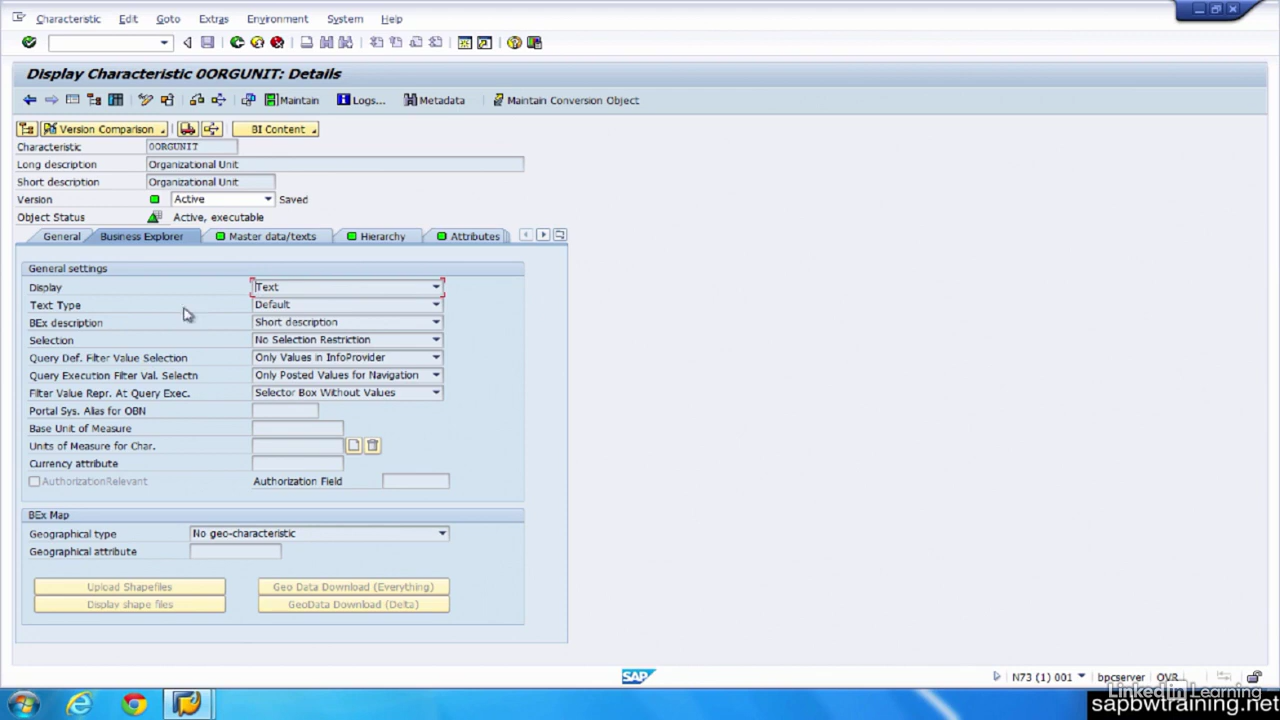 Characteristic Edit Goto Extras Environment System Help
Display Characteristic 0ORGUNIT: Details
Maintain Logs... Metadata Maintain Conversion Object
Version Comparison BI Content
Characteristic 0ORGUNIT
Long description Organizational Unit
Short description Organizational Unit
Version Active Saved
Object Status Active, executable
General Business Explorer Master data/texts Hierarchy Attributes
General settings
Display Text
Text Type Default
BEx description Short description
Selection No Selection Restriction
Query Def. Filter Value Selection Only Values in InfoProvider
Query Execution Filter Val. Selectn Only Posted Values for Navigation
Filter Value Repr. At Query Exec. Selector Box Without Values
Portal Sys. Alias for OBN
Base Unit of Measure
Units of Measure for Char.
Currency attribute
AuthorizationRelevant Authorization Field
BEx Map
Geographical type No geo-characteristic
Geographical attribute
Upload Shapefiles Geo Data Download (Everything)
Display shape files GeoData Download (Delta)
SAP N73 (1) 001 bpcserver OVR
LinkedIn Learning
sapbwtraining.net